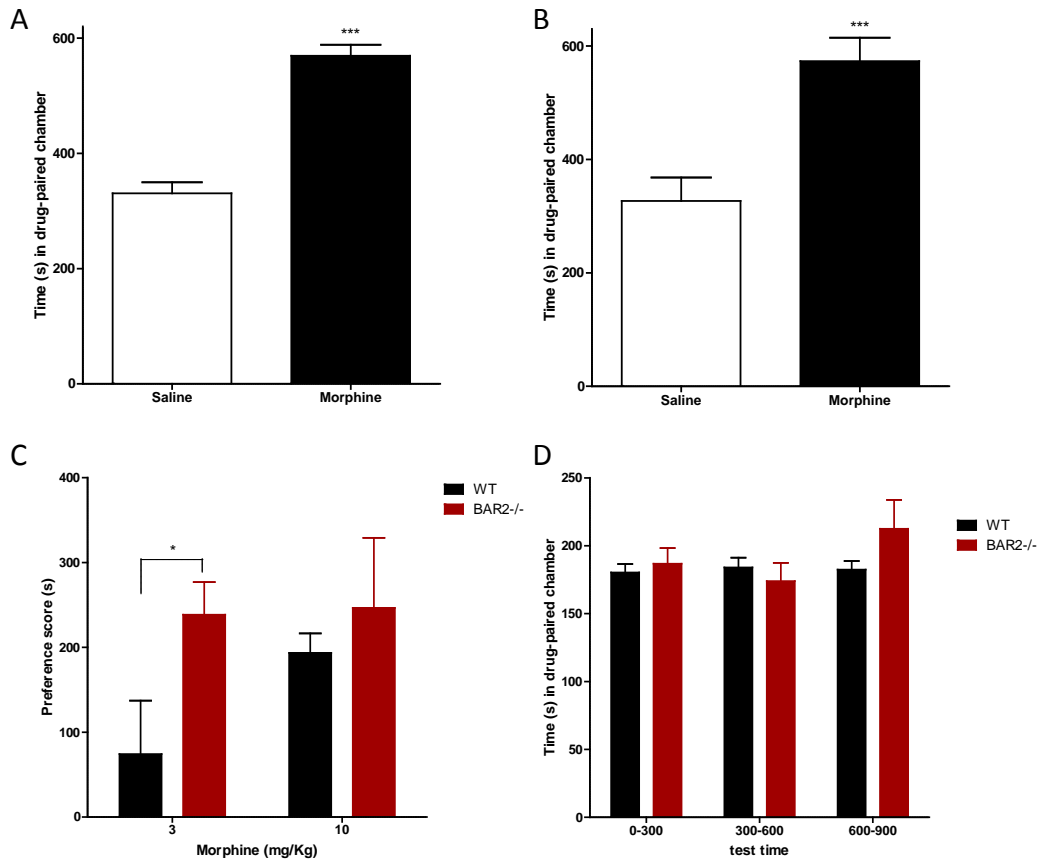 A
Time (s) in drug-paired chamber
600
400
200
0
***
Saline
Morphine
B
Time (s) in drug-paired chamber
600
400
200
0
***
Saline
Morphine
C
Preference score (s)
400
300
200
100
0
*
WT
BAR2-/-
3
10
Morphine (mg/Kg)
D
Time (s) in drug-paired chamber
250
200
150
100
50
0
WT
BAR2-/-
0-300
300-600
600-900
test time